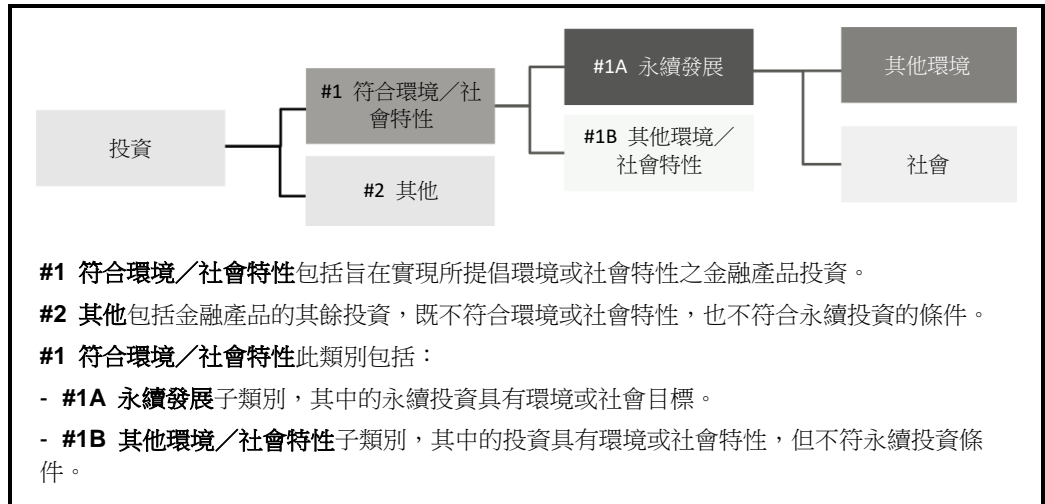 投資
#1 符合環境／社
會特性
#2 其他
#1A 永續發展
#1B 其他環境／
社會特性
其他環境
社會
#1 符合環境／社會特性包括旨在實現所提倡環境或社會特性之金融產品投資。
#2 其他包括金融產品的其餘投資，既不符合環境或社會特性，也不符合永續投資的條件。
#1 符合環境／社會特性此類別包括：
- #1A 永續發展子類別，其中的永續投資具有環境或社會目標。
- #1B 其他環境／社會特性子類別，其中的投資具有環境或社會特性，但不符永續投資條
件。